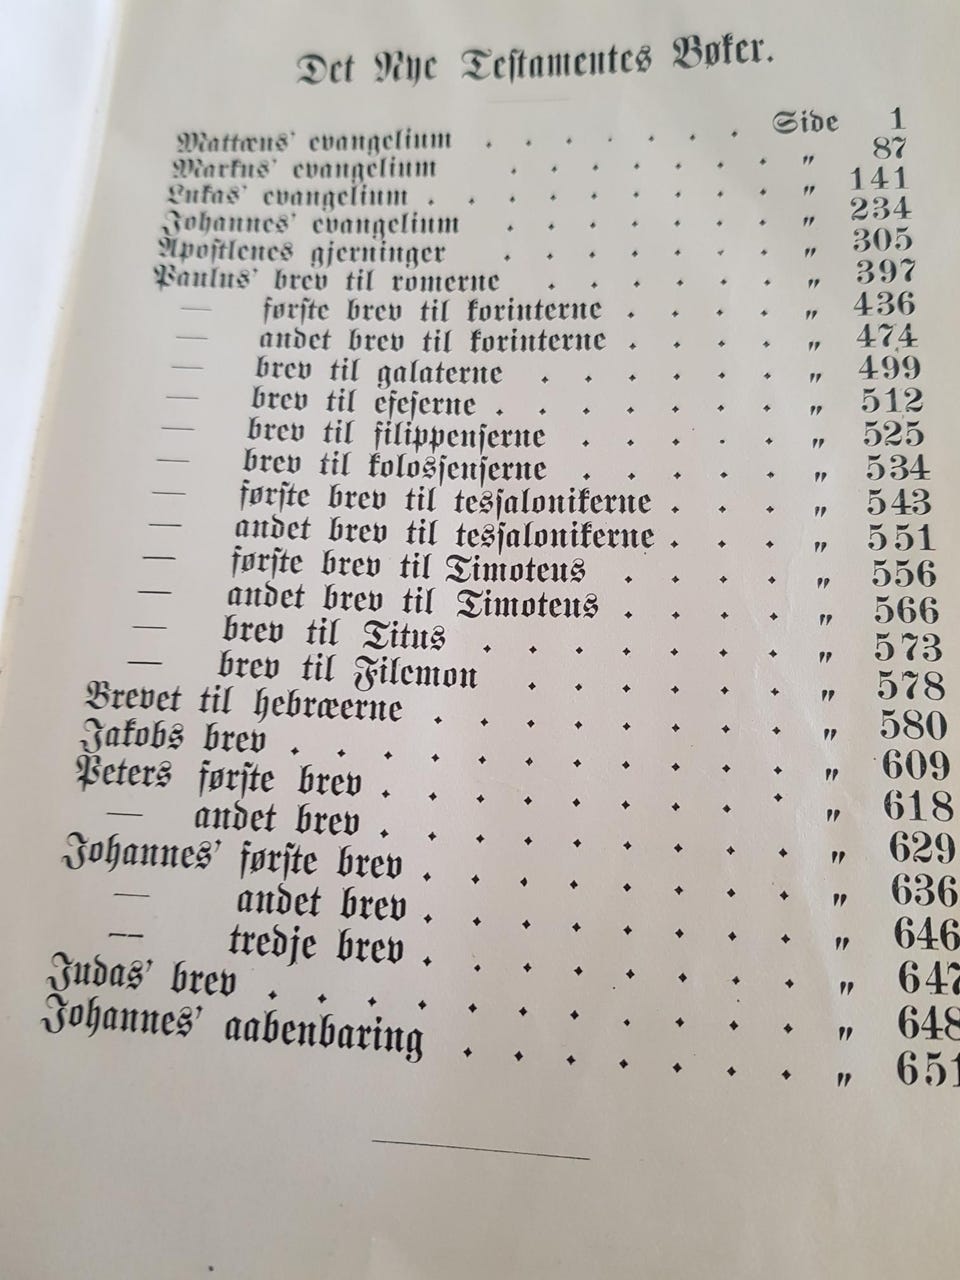 Det Nye Testamentes Bøker.
Mattæus' evangelium . . . . . . Side 1
Markus' evangelium . . . . . . „ 87
Lukas' evangelium . . . . . . . „ 141
Johannes' evangelium . . . . . . „ 234
Apostlenes gjerninger . . . . . . „ 305
Paulus' brev til romerne . . . . . „ 397
— første brev til korinterne . . . . „ 436
— andet brev til korinterne . . . . „ 474
— brev til galaterne . . . . . . „ 499
— brev til efeserne . . . . . . . „ 512
— brev til filippenserne . . . . . „ 525
— brev til kolossenserne . . . . . „ 534
— første brev til tessalonikerne . . . „ 543
— andet brev til tessalonikerne . . . „ 551
— første brev til Timoteus . . . . „ 556
— andet brev til Timoteus . . . . „ 566
— brev til Titus . . . . . . . „ 573
— brev til Filemon . . . . . . „ 578
Brevet til hebræerne . . . . . . . . „ 580
Jakobs brev . . . . . . . . . . . „ 609
Peters første brev . . . . . . . . . „ 618
— andet brev . . . . . . . . . „ 629
Johannes' første brev . . . . . . . . „ 636
— andet brev . . . . . . . . „ 646
— tredje brev . . . . . . . . „ 647
Judas' brev . . . . . . . . . . . „ 648
Johannes' aabenbaring . . . . . . . „ 651